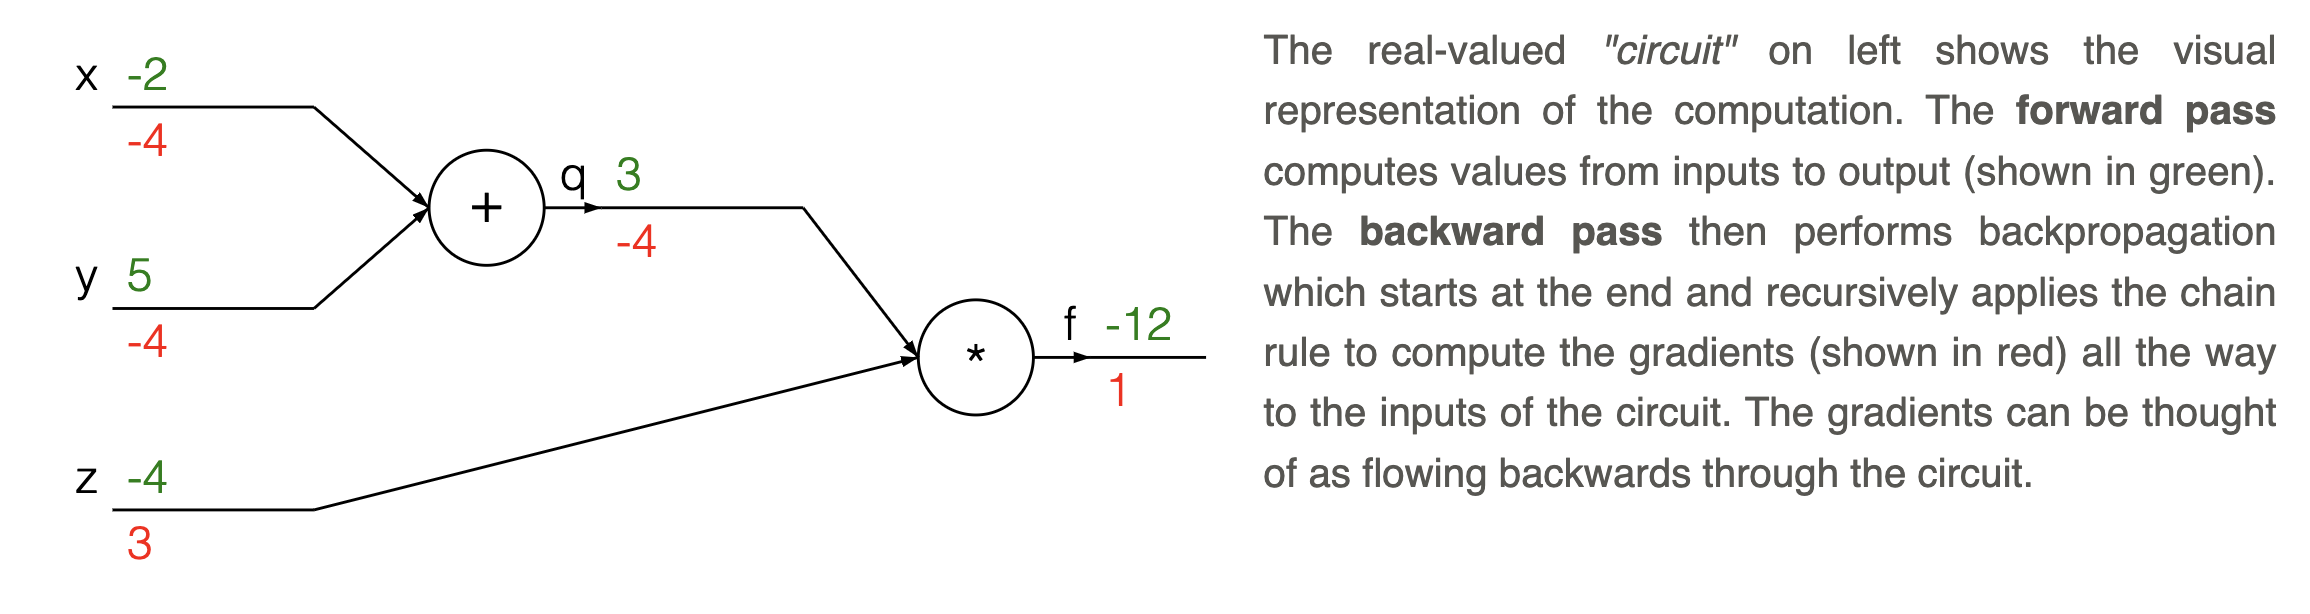 x -2
-4
y 5
-4
z -4
3
+
q 3
-4
*
f -12
1
The real-valued "circuit" on left shows the visual
representation of the computation. The forward pass
computes values from inputs to output (shown in green).
The backward pass then performs backpropagation
which starts at the end and recursively applies the chain
rule to compute the gradients (shown in red) all the way
to the inputs of the circuit. The gradients can be thought
of as flowing backwards through the circuit.